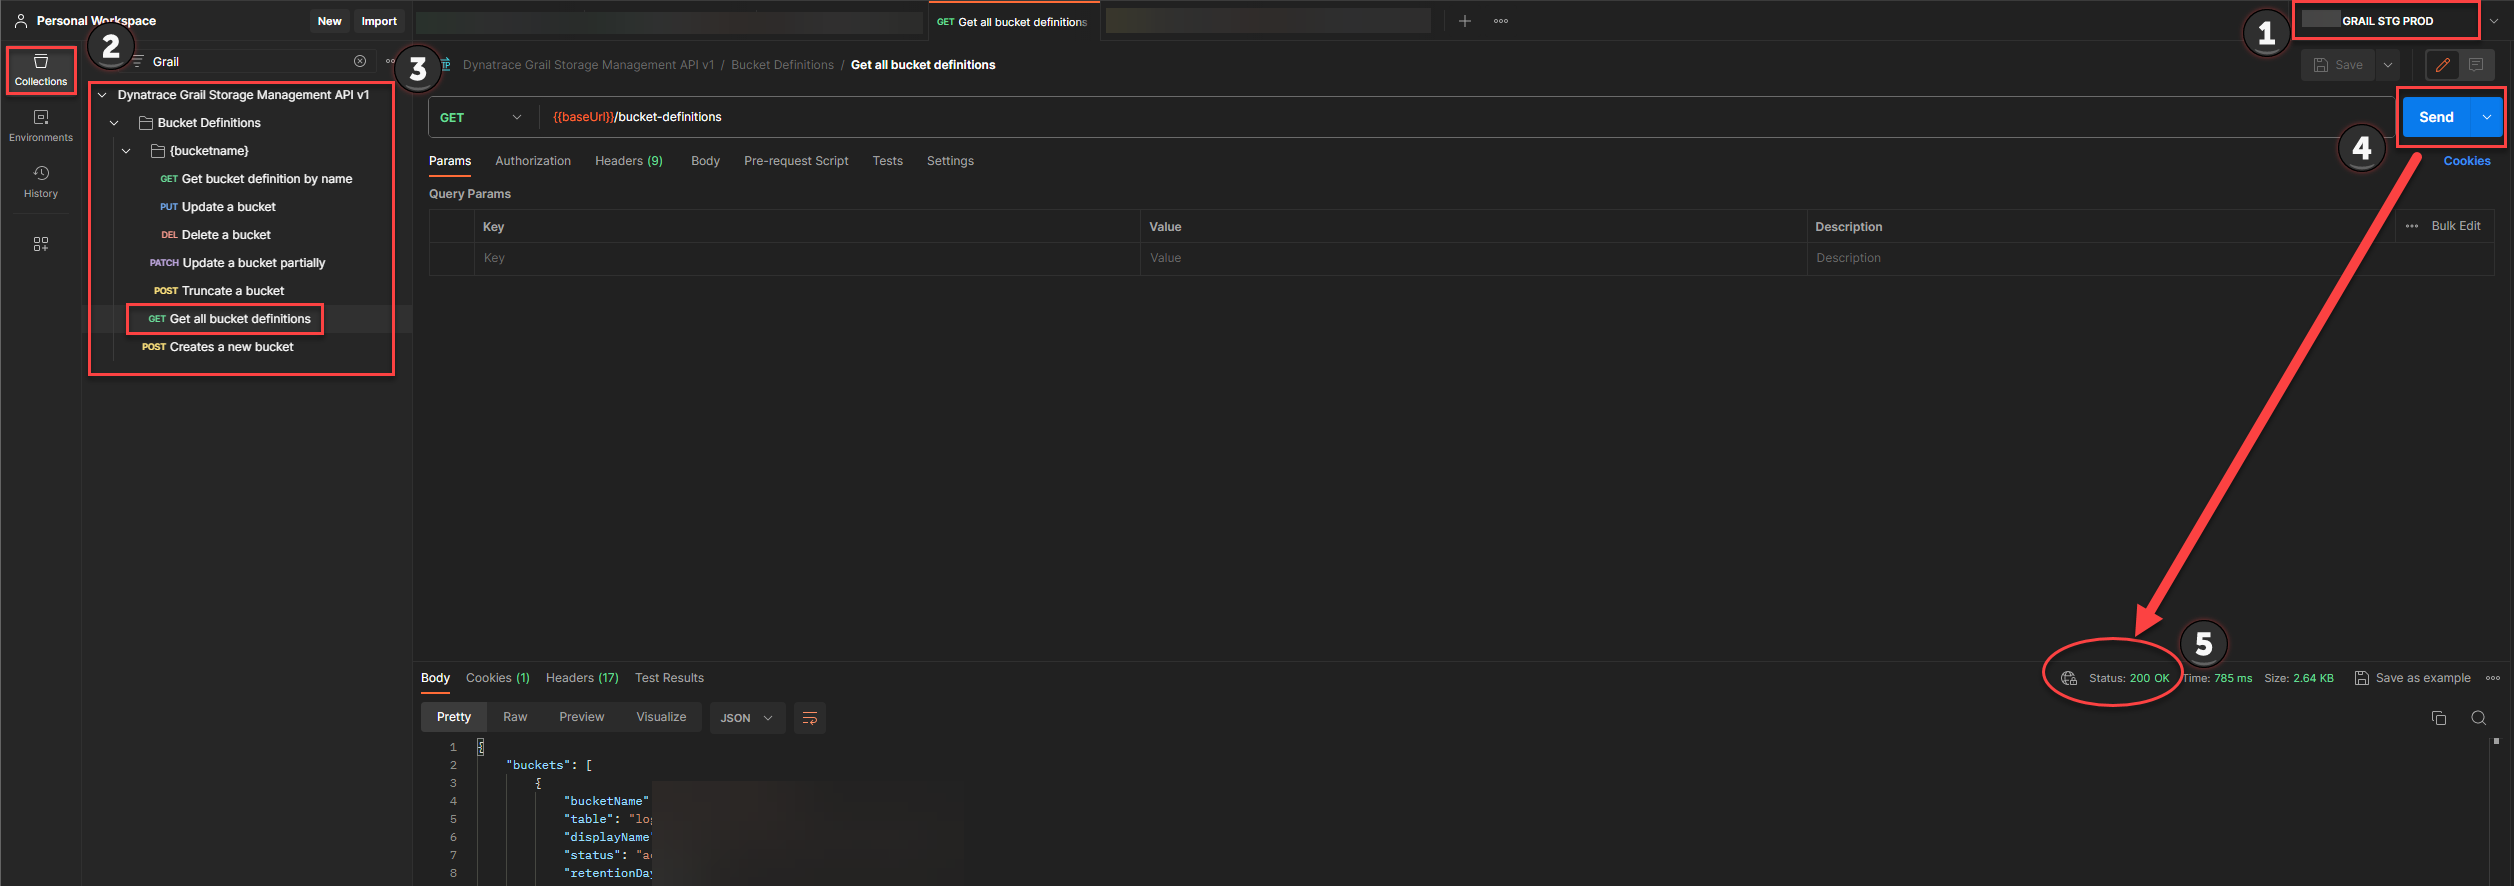 Personal Workspace
New
Import
GET Get all bucket definitions
GRAIL STG PROD
1
2
3
Collections
Grail
Dynatrace Grail Storage Management API v1 / Bucket Definitions / Get all bucket definitions
Save
Dynatrace Grail Storage Management API v1
Bucket Definitions
{bucketname}
GET Get bucket definition by name
PUT Update a bucket
DEL Delete a bucket
PATCH Update a bucket partially
POST Truncate a bucket
GET Get all bucket definitions
POST Creates a new bucket
Environments
History
GET {{baseUrl}}/bucket-definitions
Send
4
Params Authorization Headers (9) Body Pre-request Script Tests Settings
Cookies
Query Params
Key Value Description
Bulk Edit
Key Value Description
5
Body Cookies (1) Headers (17) Test Results
Status: 200 OK Time: 785 ms Size: 2.64 KB Save as example
Pretty Raw Preview Visualize JSON
1 {
2 "buckets": [
3 {
4 "bucketName"
5 "table": "log
6 "displayName"
7 "status": "a
8 "retentionDay